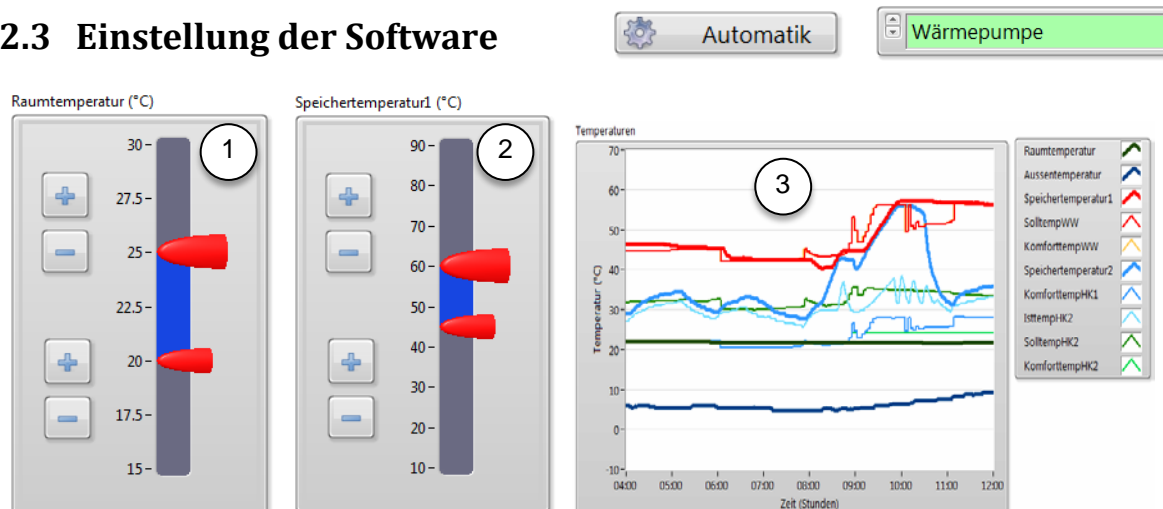 2.3 Einstellung der Software
Automatik
Wärmepumpe
Raumtemperatur (°C)
1
30
27.5
25
22.5
20
17.5
15
Speichertemperatur1 (°C)
2
90
80
70
60
50
40
30
20
10
Temperaturen
3
Temperatur (°C)
70
60
50
40
30
20
10
0
-10
04:00 05:00 06:00 07:00 08:00 09:00 10:00 11:00 12:00
Zeit (Stunden)
Raumtemperatur
Aussentemperatur
Speichertemperatur1
SolltempWW
KomforttempWW
Speichertemperatur2
KomforttempHK1
IsttempHK2
SolltempHK2
KomforttempHK2